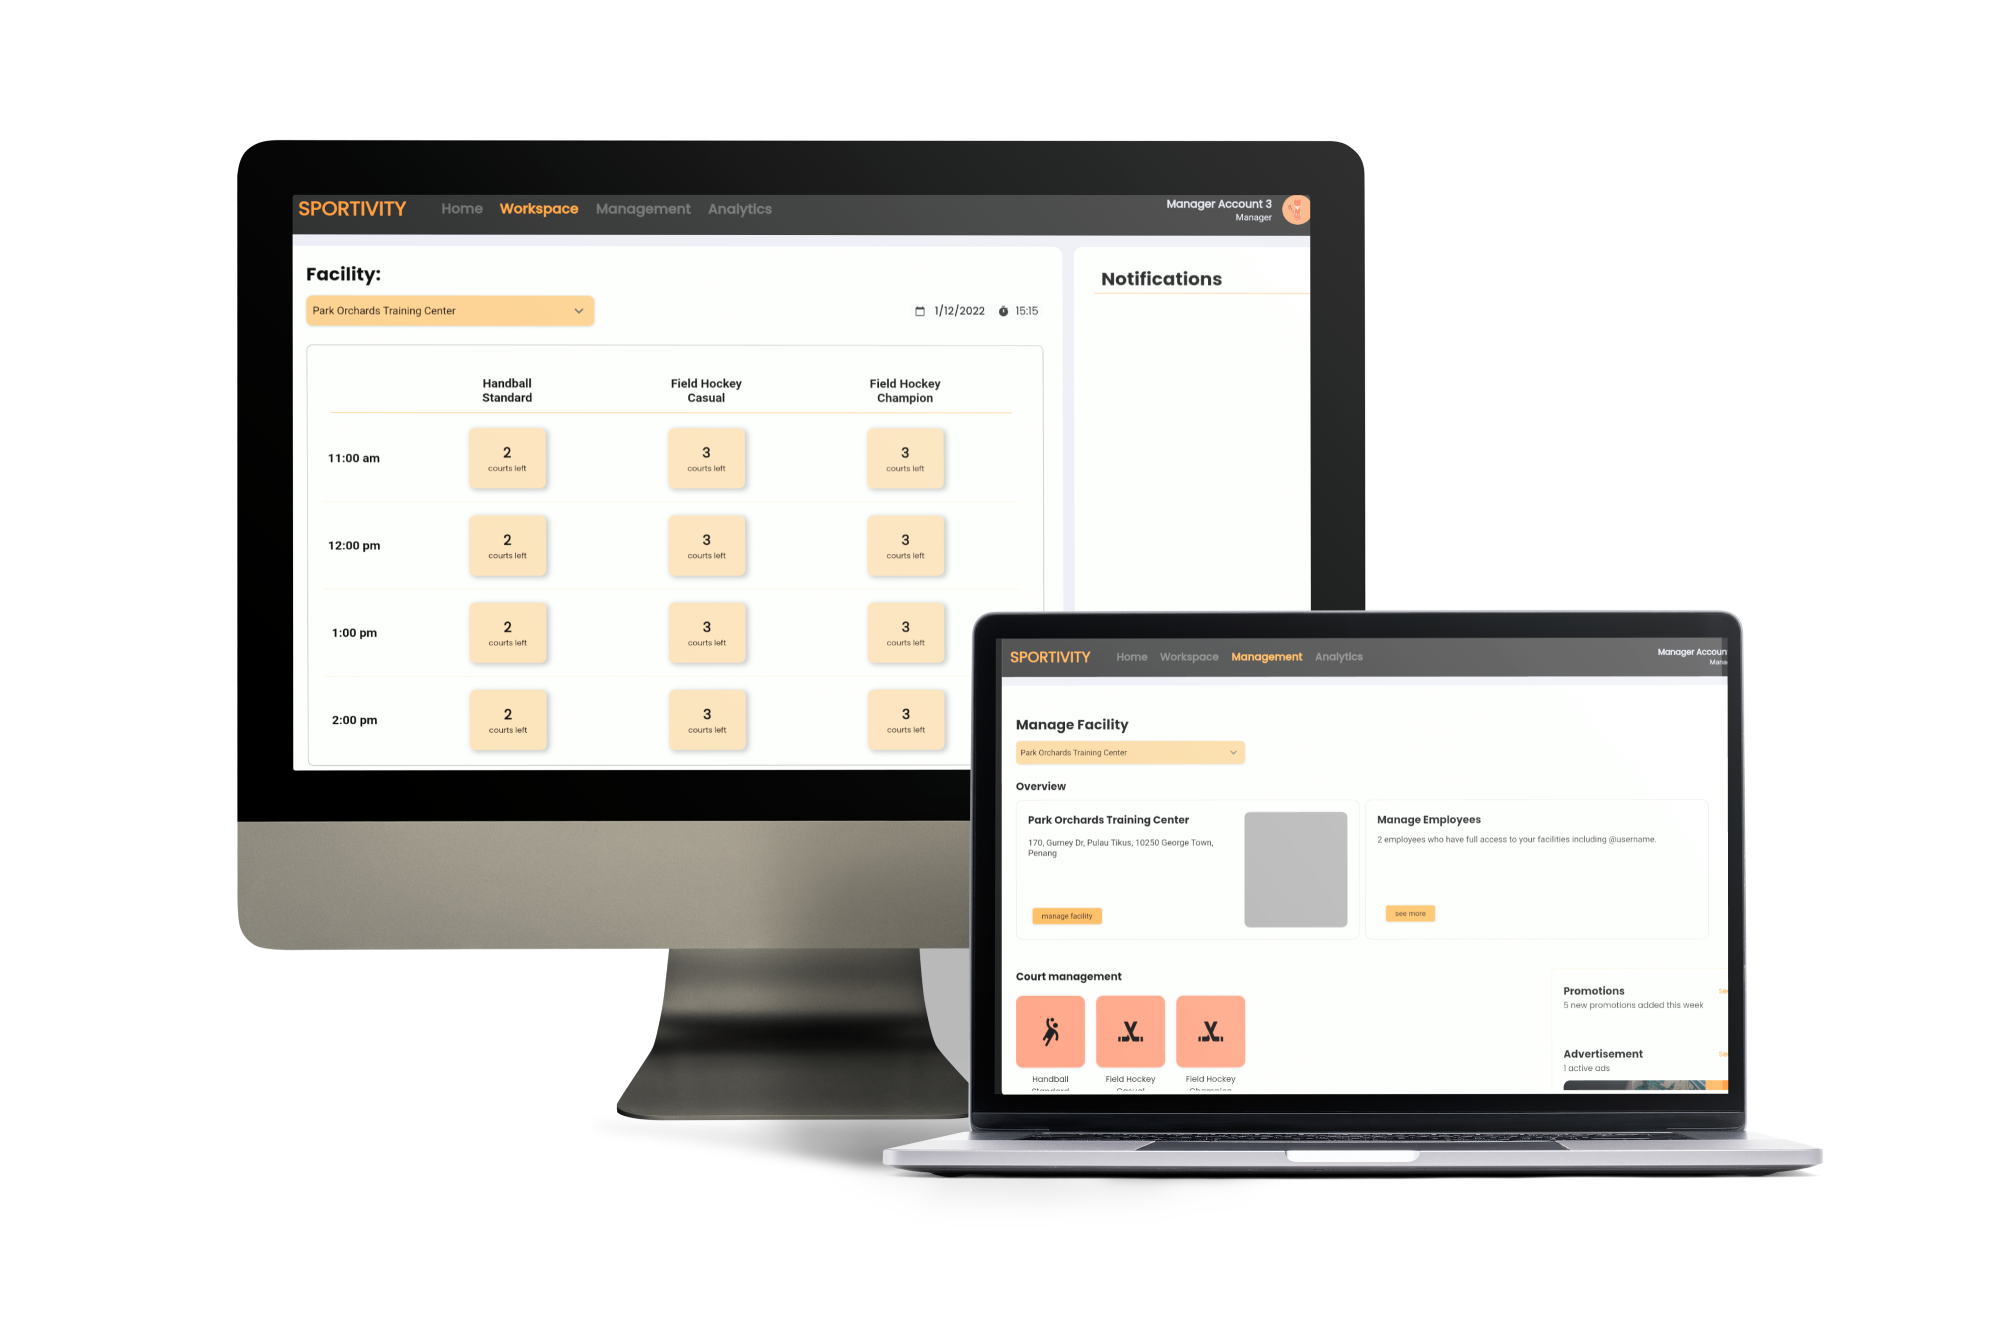 SPORTIVITY Home Workspace Management Analytics
Manager Account 3
Manager
Facility:
Park Orchards Training Center
1/12/2022 15:15
Handball Standard
Field Hockey Casual
Field Hockey Champion
11:00 am
2 courts left
3 courts left
3 courts left
12:00 pm
2 courts left
3 courts left
3 courts left
1:00 pm
2 courts left
3 courts left
3 courts left
2:00 pm
2 courts left
3 courts left
3 courts left
Notifications
SPORTIVITY Home Workspace Management Analytics
Manager Accoun
Mana
Manage Facility
Park Orchards Training Center
Overview
Park Orchards Training Center
170, Gurney Dr, Pulau Tikus, 10250 George Town,
Penang
manage facility
Manage Employees
2 employees who have full access to your facilities including @username.
see more
Court management
Handball
Field Hockey
Field Hockey
Promotions
5 new promotions added this week
Advertisement
1 active ads